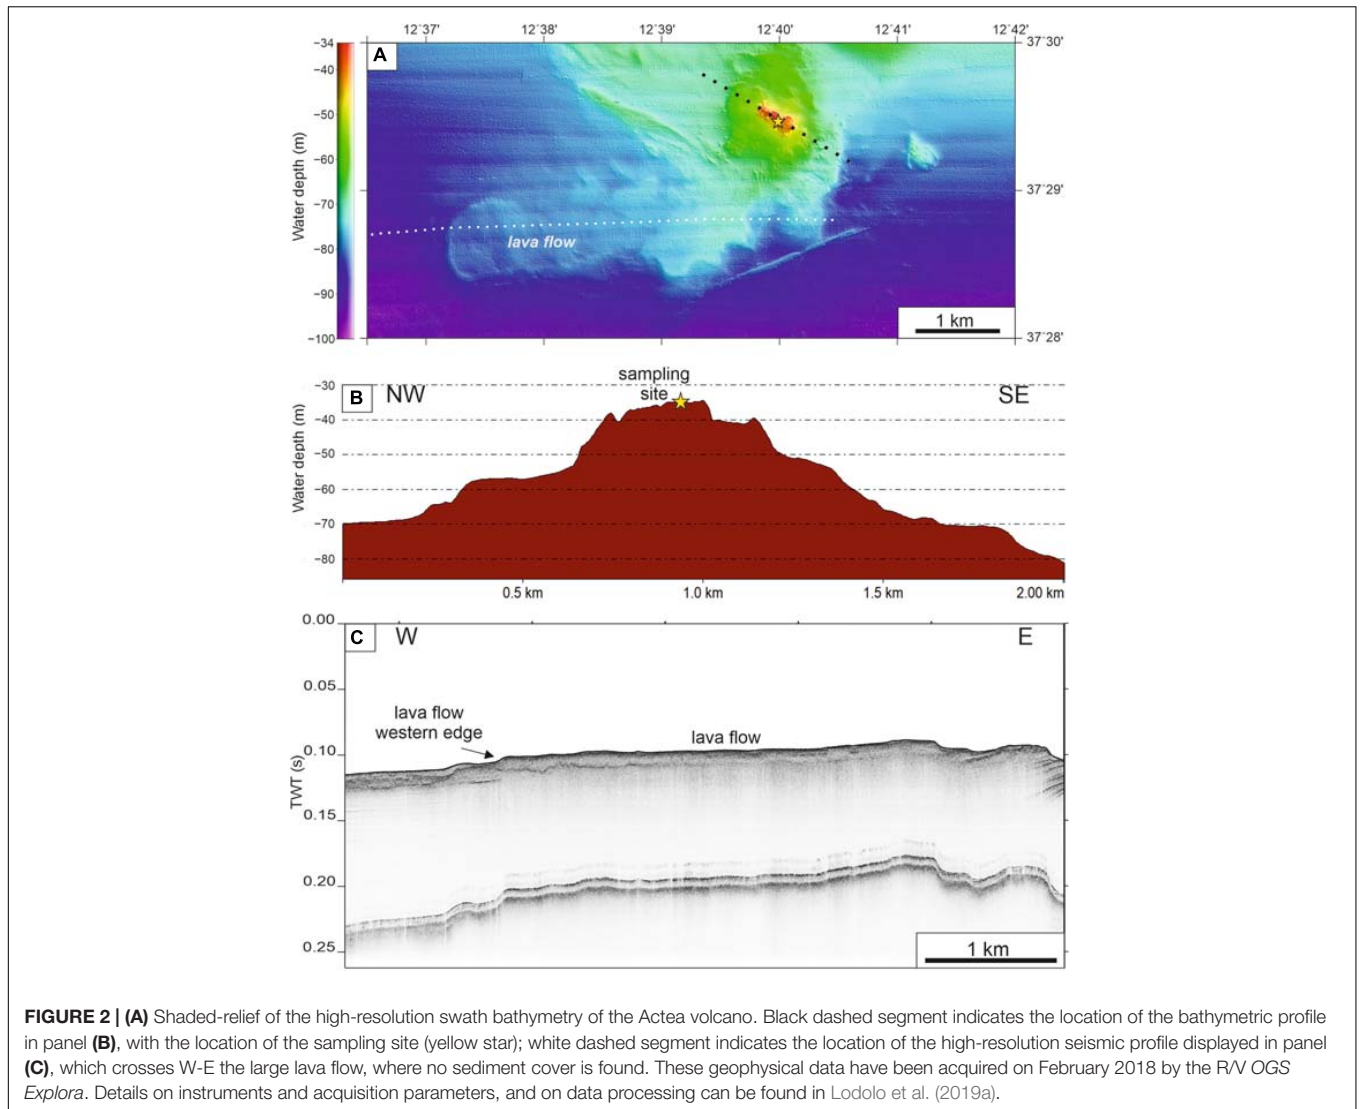 12°37' 12°38' 12°39' 12°40' 12°41' 12°42'
A
37°30'
37°29'
37°28'
Water depth (m)
-34
-40
-50
-60
-70
-80
-90
-100
lava flow
1 km
sampling
site
B NW SE
Water depth (m)
-30
-40
-50
-60
-70
-80
0.5 km 1.0 km 1.5 km 2.00 km
C W E
TWT (s)
0.00
0.05
0.10
0.15
0.20
0.25
lava flow
western edge
lava flow
1 km
FIGURE 2 | (A) Shaded-relief of the high-resolution swath bathymetry of the Actea volcano. Black dashed segment indicates the location of the bathymetric profile
in panel (B), with the location of the sampling site (yellow star); white dashed segment indicates the location of the high-resolution seismic profile displayed in panel
(C), which crosses W-E the large lava flow, where no sediment cover is found. These geophysical data have been acquired on February 2018 by the R/V OGS
Explora. Details on instruments and acquisition parameters, and on data processing can be found in Lodolo et al. (2019a).